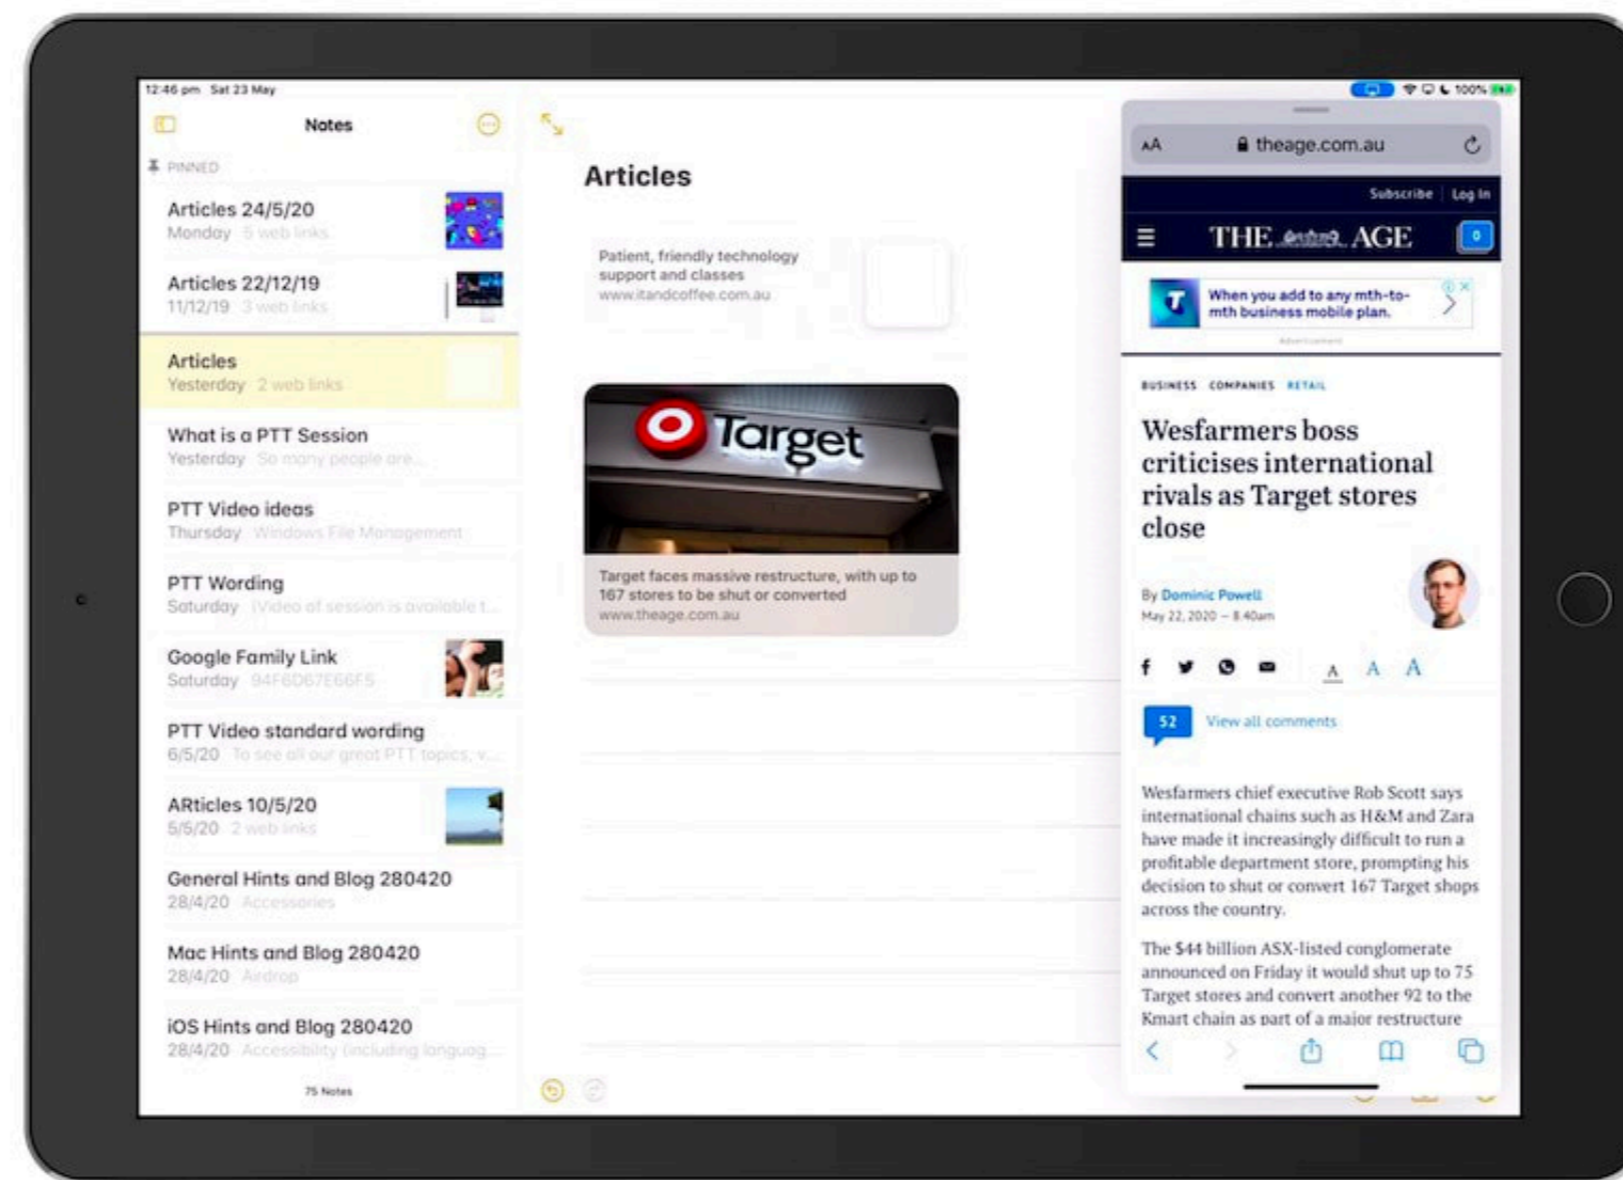 12:46 pm Sat 23 May
100%
Notes
PINNED
Articles 24/5/20
Monday 5 web links
Articles 22/12/19
11/12/19 3 web links
Articles
Yesterday 2 web links
What is a PTT Session
Yesterday So many people are...
PTT Video ideas
Thursday Windows File Management
PTT Wording
Saturday (Video of session is available t...
Google Family Link
Saturday 94F6D67E66F5
PTT Video standard wording
6/5/20 To see all our great PTT topics, v...
ARticles 10/5/20
5/5/20 2 web links
General Hints and Blog 280420
28/4/20 Accessories
Mac Hints and Blog 280420
28/4/20 Airdrop
iOS Hints and Blog 280420
28/4/20 Accessibility (including languag...
75 Notes
Articles
Patient, friendly technology
support and classes
www.itandcoffee.com.au
Target
Target faces massive restructure, with up to
167 stores to be shut or converted
www.theage.com.au
AA theage.com.au
Subscribe Log In
THE AGE 0
T
When you add to any mth-to-
mth business mobile plan.
Advertisement
BUSINESS COMPANIES RETAIL
Wesfarmers boss
criticises international
rivals as Target stores
close
By Dominic Powell
May 22, 2020 — 8.40am
A A A
52 View all comments
Wesfarmers chief executive Rob Scott says
international chains such as H&M and Zara
have made it increasingly difficult to run a
profitable department store, prompting his
decision to shut or convert 167 Target shops
across the country.
The $44 billion ASX-listed conglomerate
announced on Friday it would shut up to 75
Target stores and convert another 92 to the
Kmart chain as part of a major restructure